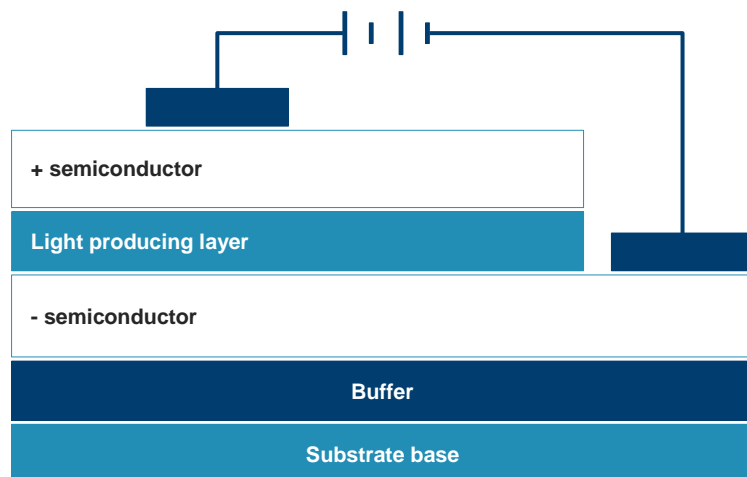 + semiconductor
Light producing layer
- semiconductor
Buffer
Substrate base